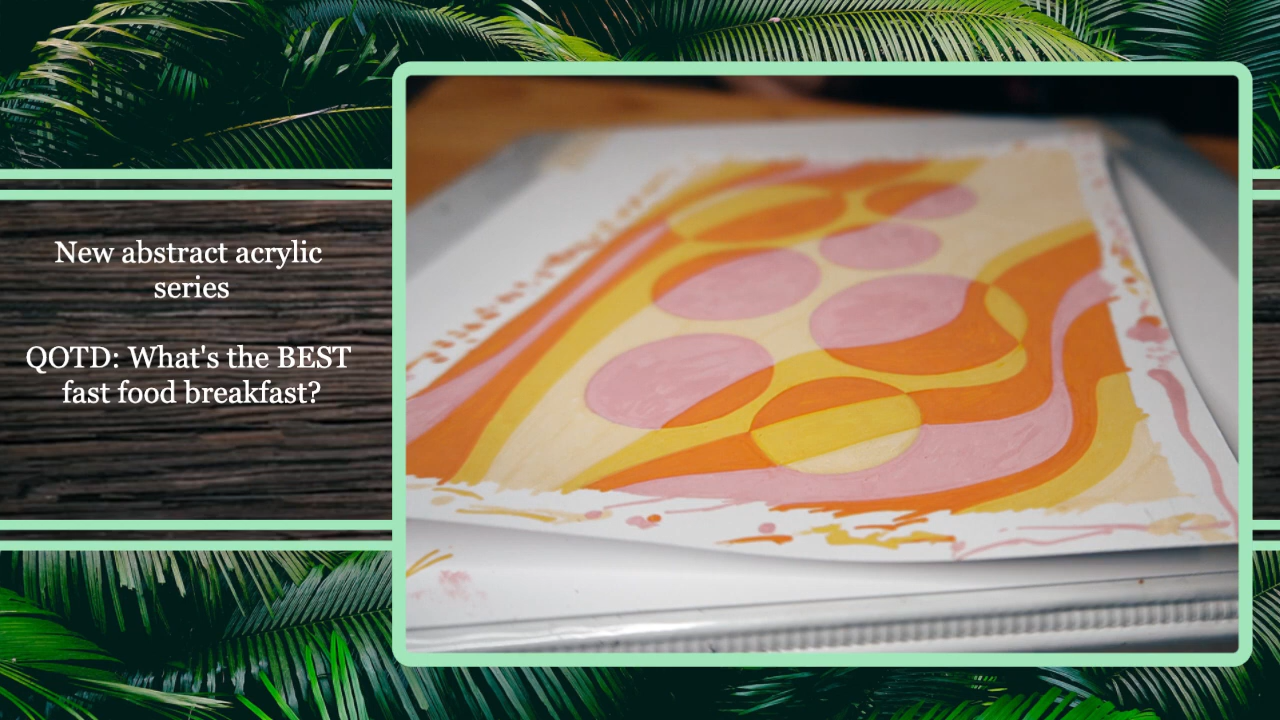 New abstract acrylic
series
QOTD: What's the BEST
fast food breakfast?